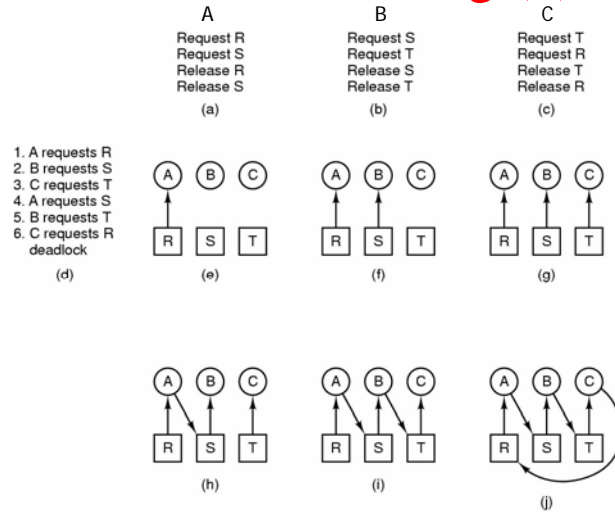 A B C
Request R
Request S
Release R
Release S
(a)
Request S
Request T
Release S
Release T
(b)
Request T
Request R
Release T
Release R
(c)
1. A requests R
2. B requests S
3. C requests T
4. A requests S
5. B requests T
6. C requests R
deadlock
(d)
A B C
R S T
(e)
A B C
R S T
(f)
A B C
R S T
(g)
A B C
R S T
(h)
A B C
R S T
(i)
A B C
R S T
(j)